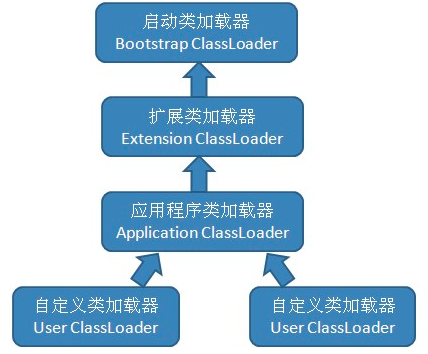 启动类加载器
Bootstrap ClassLoader
扩展类加载器
Extension ClassLoader
应用程序类加载器
Application ClassLoader
自定义类加载器
User ClassLoader
自定义类加载器
User ClassLoader